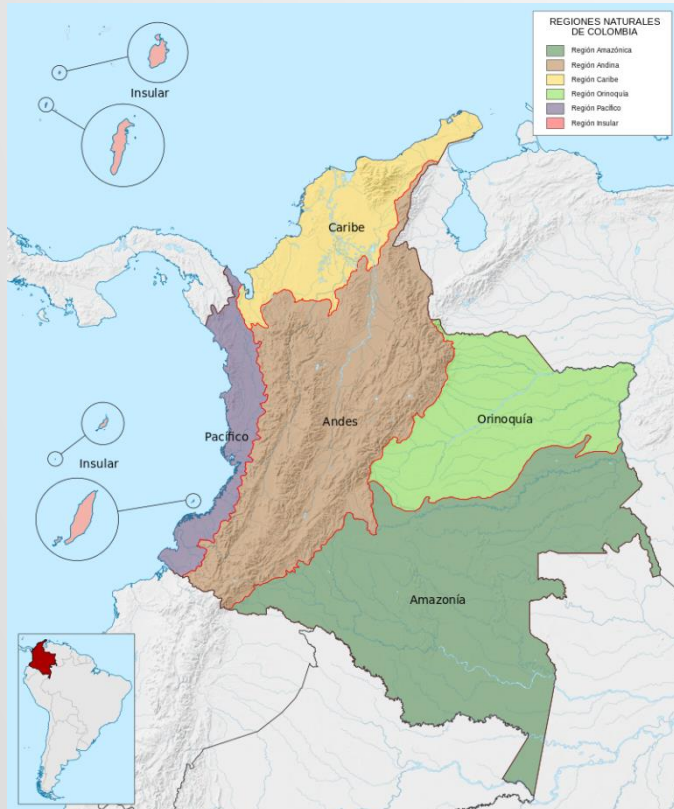 REGIONES NATURALES
DE COLOMBIA
Región Amazónica
Región Andina
Región Caribe
Región Orinoquía
Región Pacífico
Región Insular
Insular
Caribe
Pacífico
Andes
Orinoquía
Insular
Amazonía